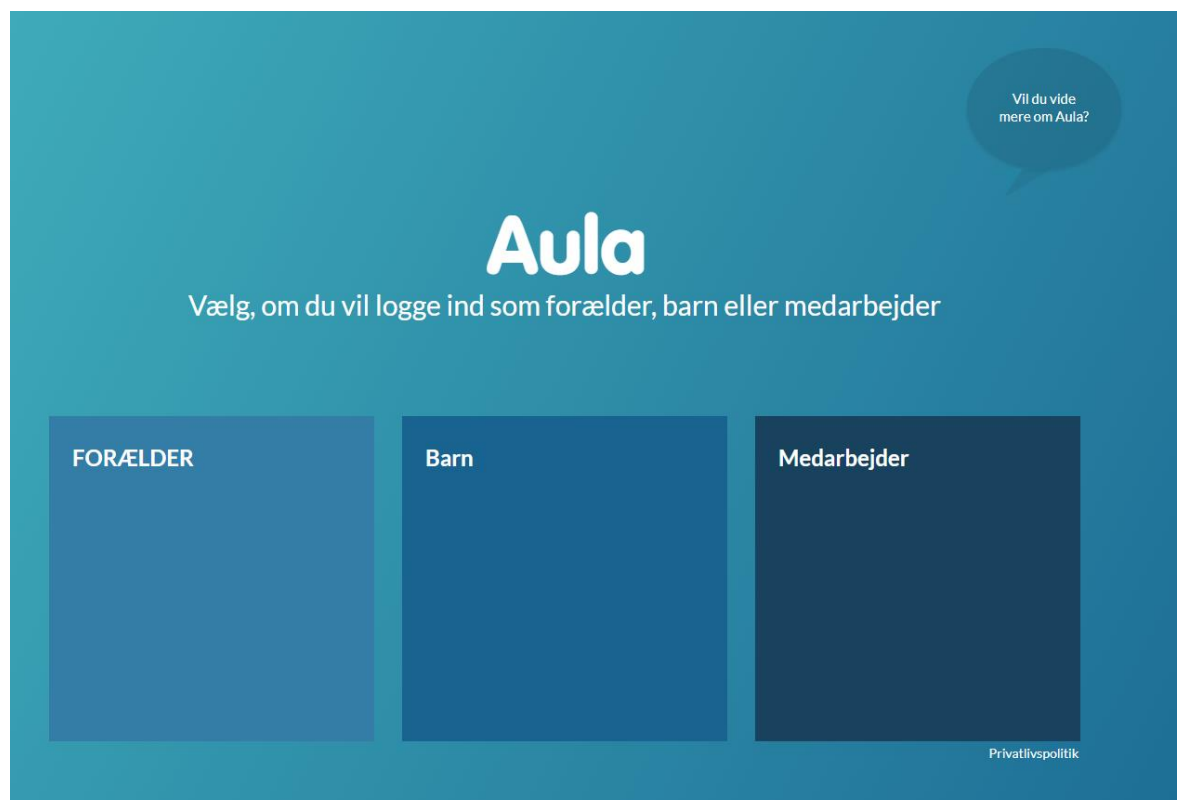 Vil du vide
mere om Aula?
Aula
Vælg, om du vil logge ind som forælder, barn eller medarbejder
FORÆLDER
Barn
Medarbejder
Privatlivspolitik